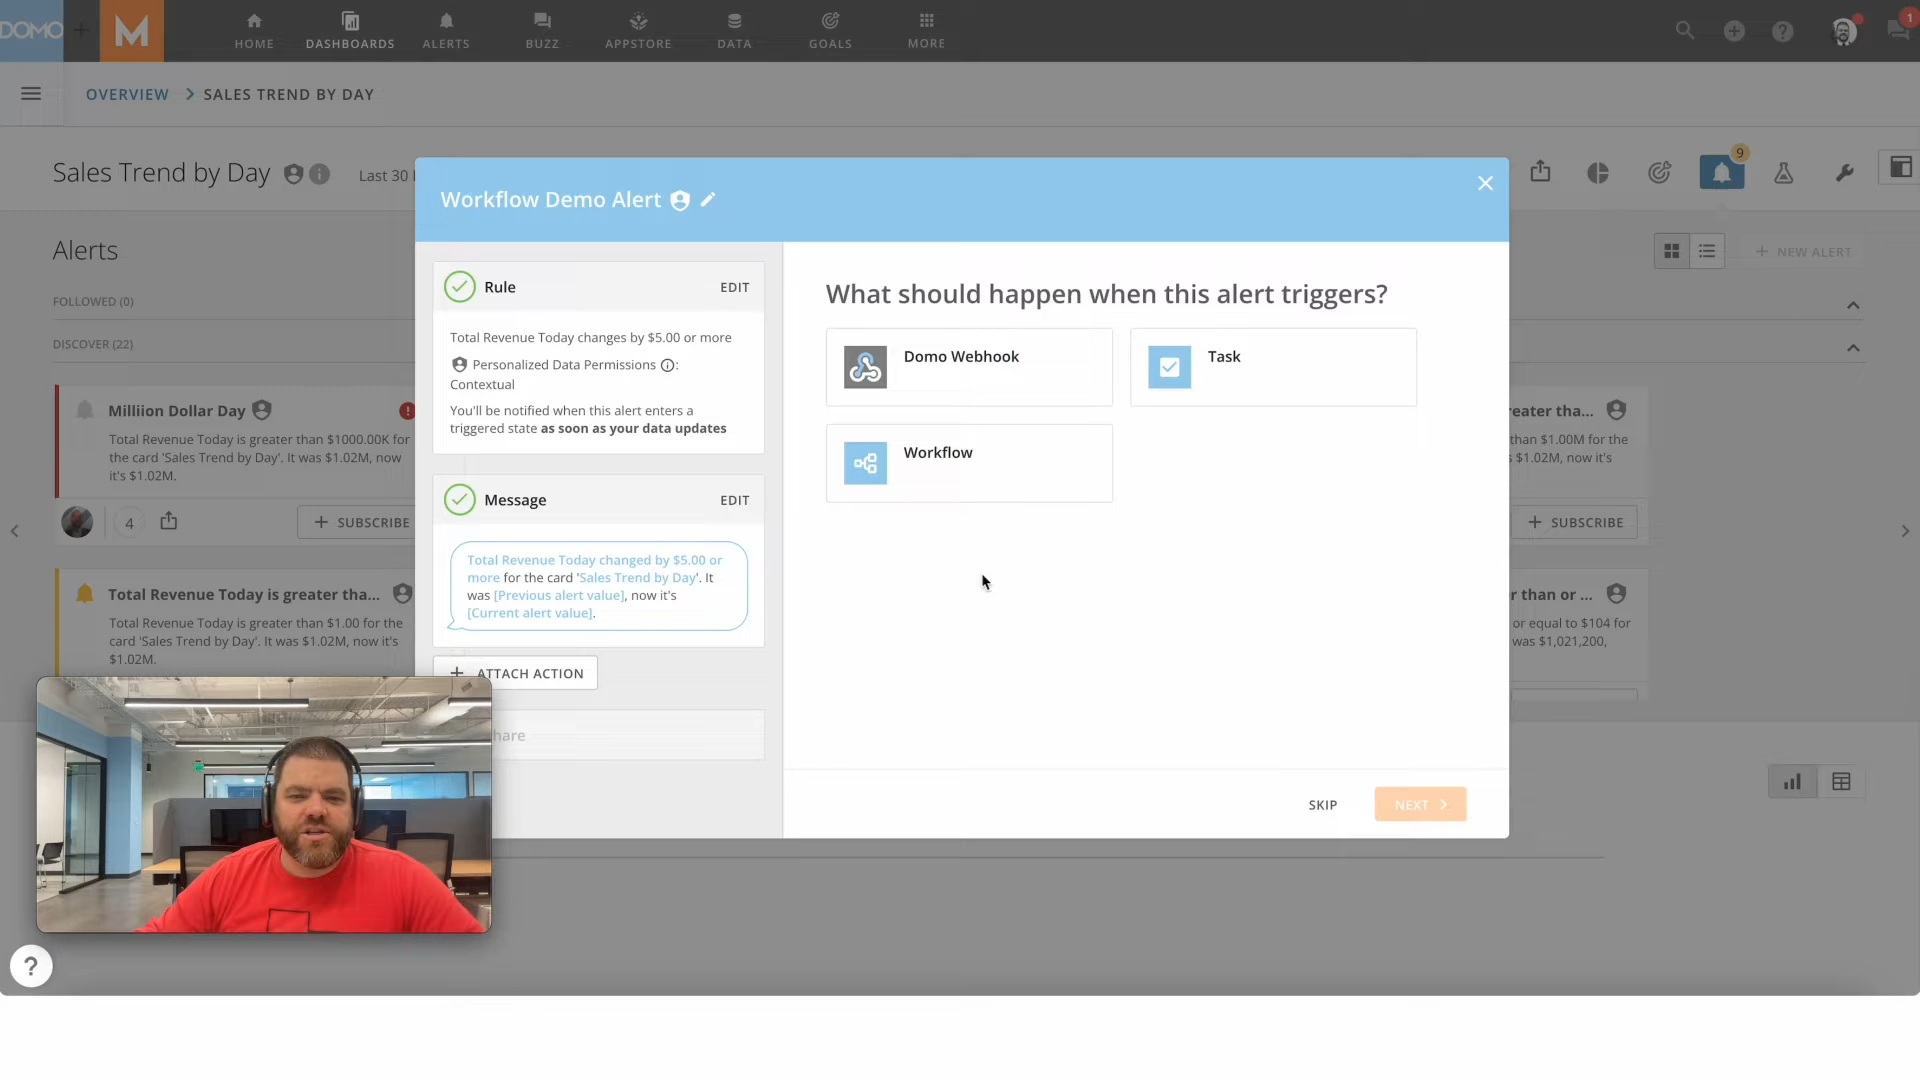 DOMO
M
HOME
DASHBOARDS
ALERTS
BUZZ
APPSTORE
DATA
GOALS
MORE
1
OVERVIEW > SALES TREND BY DAY
Sales Trend by Day
Last 30
9
Alerts
NEW ALERT
FOLLOWED (0)
DISCOVER (22)
Milliion Dollar Day
Total Revenue Today is greater than $1000.00K for
the card 'Sales Trend by Day'. It was $1.02M, now
it's $1.02M.
4
SUBSCRIBE
Total Revenue Today is greater tha...
Total Revenue Today is greater than $1.00 for the
card 'Sales Trend by Day'. It was $1.02M, now it's
$1.02M.
Workflow Demo Alert
Rule
EDIT
Total Revenue Today changes by $5.00 or more
Personalized Data Permissions :
Contextual
You'll be notified when this alert enters a
triggered state as soon as your data updates
Message
EDIT
Total Revenue Today changed by $5.00 or
more for the card 'Sales Trend by Day'. It
was [Previous alert value], now it's
[Current alert value].
ATTACH ACTION
hare
What should happen when this alert triggers?
Domo Webhook
Task
Workflow
SKIP
NEXT
eater tha...
than $1.00M for the
s $1.02M, now it's
SUBSCRIBE
r than or ...
or equal to $104 for
was $1,021,200,
?